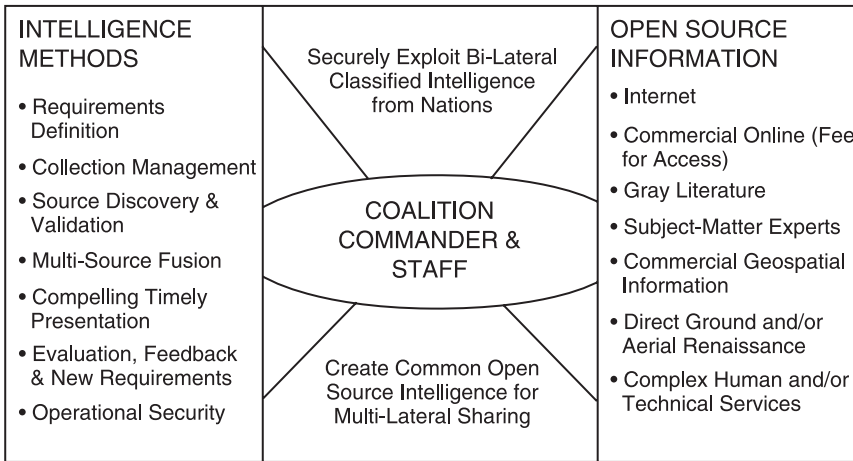 INTELLIGENCE
METHODS
• Requirements
Definition
• Collection Management
• Source Discovery &
Validation
• Multi-Source Fusion
• Compelling Timely
Presentation
• Evaluation, Feedback
& New Requirements
• Operational Security
Securely Exploit Bi-Lateral
Classified Intelligence
from Nations
COALITION
COMMANDER &
STAFF
Create Common Open
Source Intelligence for
Multi-Lateral Sharing
OPEN SOURCE
INFORMATION
• Internet
• Commercial Online (Fee
for Access)
• Gray Literature
• Subject-Matter Experts
• Commercial Geospatial
Information
• Direct Ground and/or
Aerial Renaissance
• Complex Human and/or
Technical Services